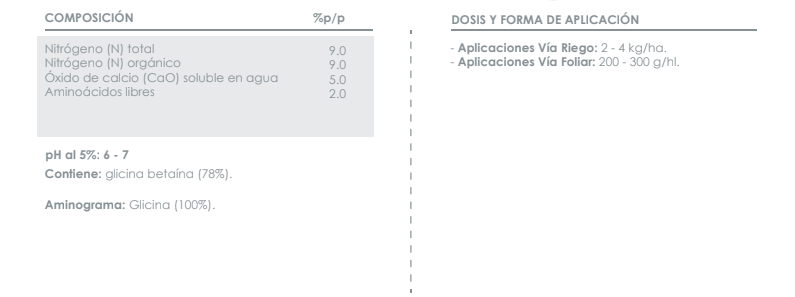 COMPOSICIÓN %p/p
Nitrógeno (N) total 9.0
Nitrógeno (N) orgánico 9.0
Óxido de calcio (CaO) soluble en agua 5.0
Aminoácidos libres 2.0
pH al 5%: 6 - 7
Contiene: glicina betaína (78%).
Aminograma: Glicina (100%).
DOSIS Y FORMA DE APLICACIÓN
- Aplicaciones Vía Riego: 2 - 4 kg/ha.
- Aplicaciones Vía Foliar: 200 - 300 g/hl.